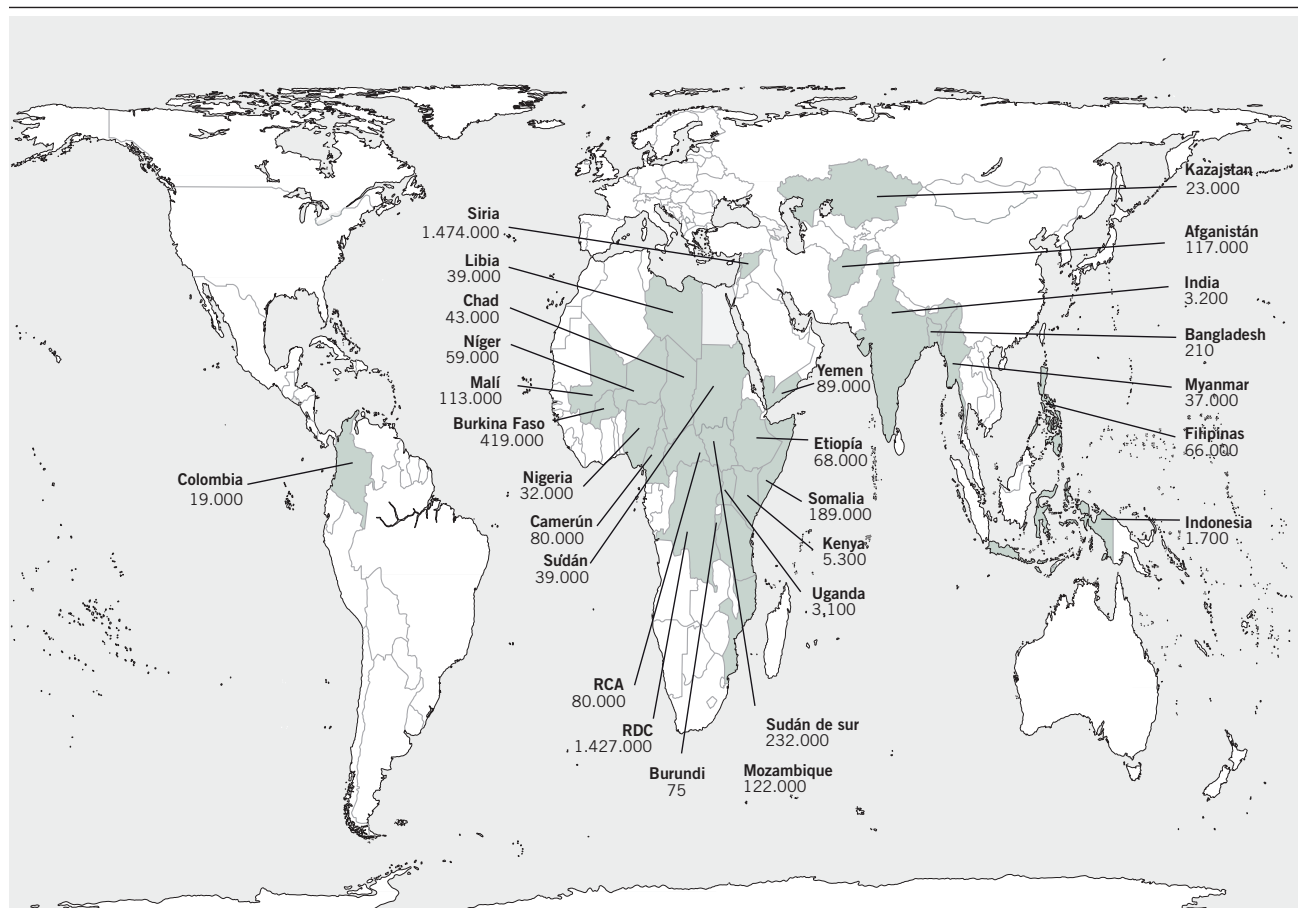 Kazajstan
23.000
Siria
1.474.000
Afganistán
117.000
Libia
39.000
India
3.200
Chad
43.000
Bangladesh
210
Níger
59.000
Yemen
89.000
Malí
113.000
Myanmar
37.000
Burkina Faso
419.000
Filipinas
66.000
Etiopía
68.000
Colombia
19.000
Nigeria
32.000
Somalia
189.000
Camerún
80.000
Indonesia
1.700
Kenya
5.300
Súdán
39.000
Uganda
3,100
RCA
80.000
RDC
1.427.000
Sudán de sur
232.000
Burundi
75
Mozambique
122.000